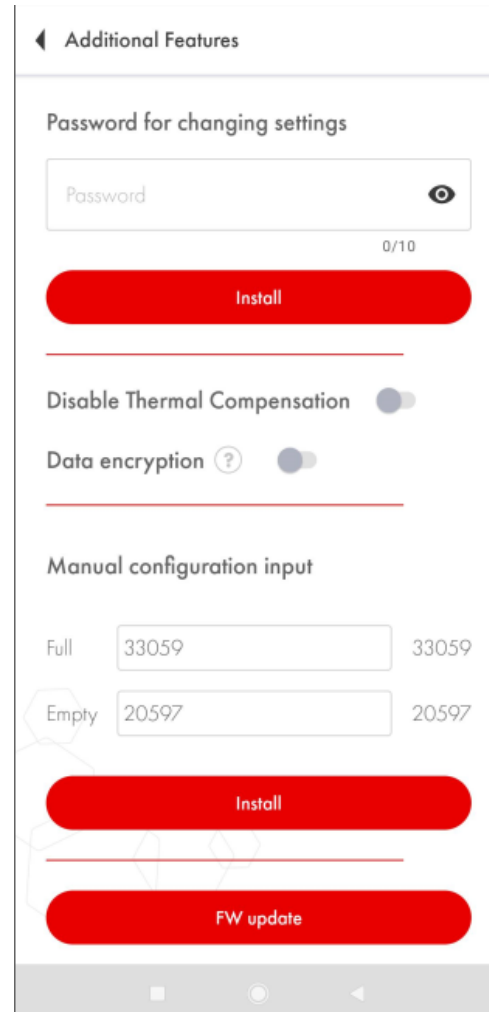 Additional Features
Password for changing settings
Password
0/10
Install
Disable Thermal Compensation
Data encryption ?
Manual configuration input
Full 33059 33059
Empty 20597 20597
Install
FW update